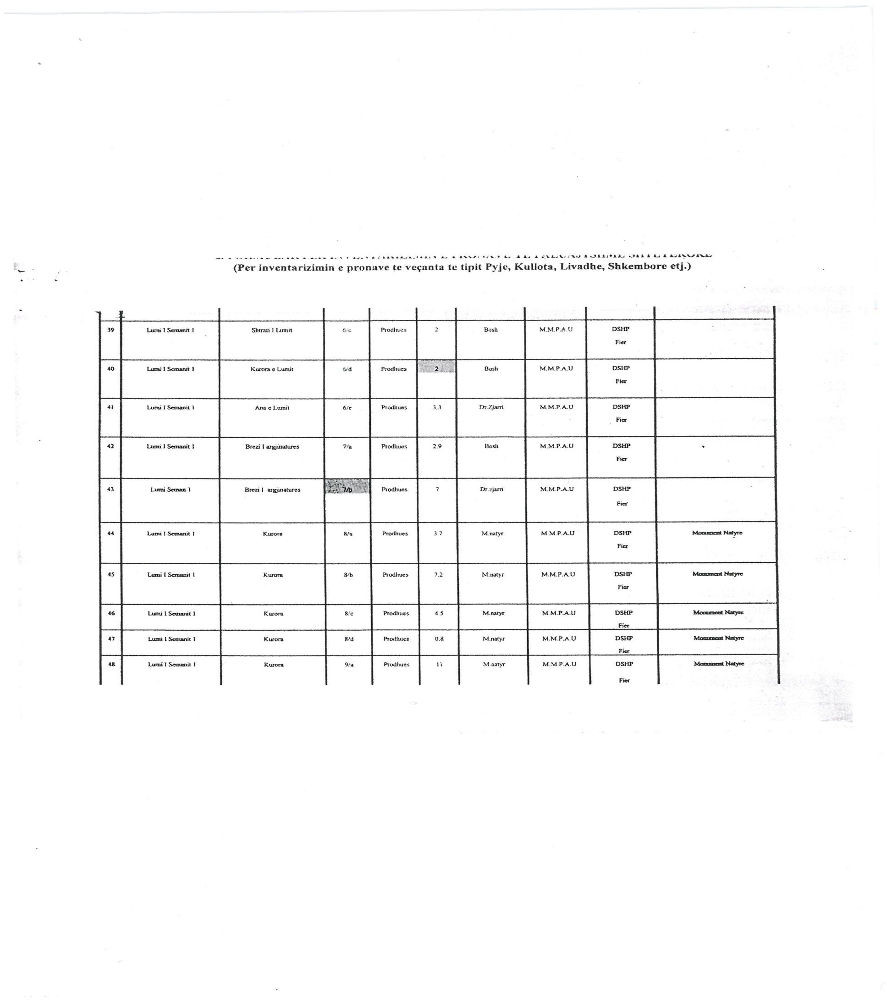 (Per inventarizimin e pronave te veçanta te tipit Pyje, Kullota, Livadhe, Shkembore etj.)
39 Lumi I Semanit 1 Shtrati I Lumit 6/c Prodhues 2 Bosh M.M.P.A.U DSHP
Fier
40 Lumi I Semanit 1 Kurora e Lumit 6/d Prodhues 2 Bosh M.M.P.A.U DSHP
Fier
41 Lumi I Semanit 1 Ana e Lumit 6/e Prodhues 3.3 Dr.Zjarri M.M.P.A.U DSHP
Fier
42 Lumi I Semanit 1 Brezi I argjinatures 7/a Prodhues 2.9 Bosh M.M.P.A.U DSHP
Fier
43 Lumi Seman 1 Brezi I argjinatures 7/b Prodhues 7 Dr.zjarri M.M.P.A.U DSHP
Fier
44 Lumi I Semanit 1 Kurora 8/a Prodhues 3.7 M.natyr M.M.P.A.U DSHP Monument Natyre
Fier
45 Lumi I Semanit 1 Kurora 8/b Prodhues 7.2 M.natyr M.M.P.A.U DSHP Monument Natyre
Fier
46 Lumi I Semanit 1 Kurora 8/c Prodhues 4.5 M.natyr M.M.P.A.U DSHP Monument Natyre
Fier
47 Lumi I Semanit 1 Kurora 8/d Prodhues 0.8 M.natyr M.M.P.A.U DSHP Monument Natyre
Fier
48 Lumi I Semanit 1 Kurora 9/a Prodhues 11 M.natyr M.M.P.A.U DSHP Monument Natyre
Fier